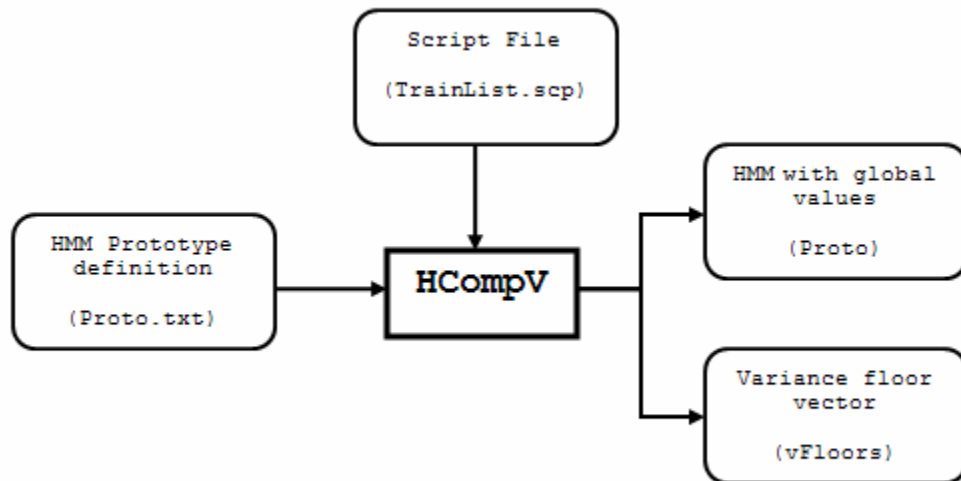 Script File
(TrainList.scp)
HMM with global
values
(Proto)
HMM Prototype
definition
(Proto.txt)
HCompV
Variance floor
vector
(vFloors)